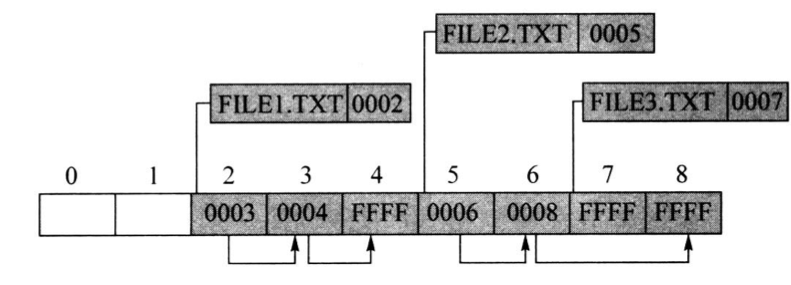 FILE2.TXT 0005
FILE1.TXT 0002
FILE3.TXT 0007
0 1 2 3 4 5 6 7 8
0003 0004 FFFF 0006 0008 FFFF FFFF